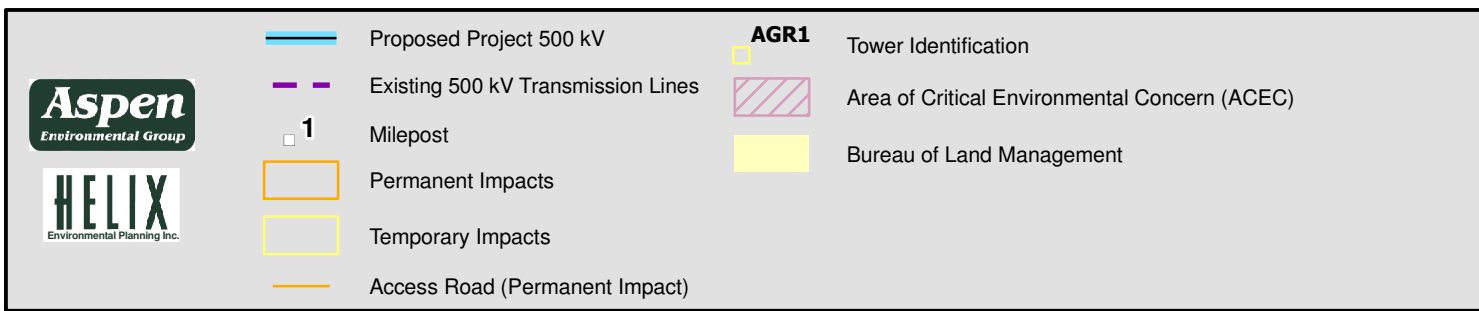 Aspen
Environmental Group
HELIX
Environmental Planning Inc.
Proposed Project 500 kV
Existing 500 kV Transmission Lines
1
Milepost
Permanent Impacts
Temporary Impacts
Access Road (Permanent Impact)
AGR1
Tower Identification
Area of Critical Environmental Concern (ACEC)
Bureau of Land Management